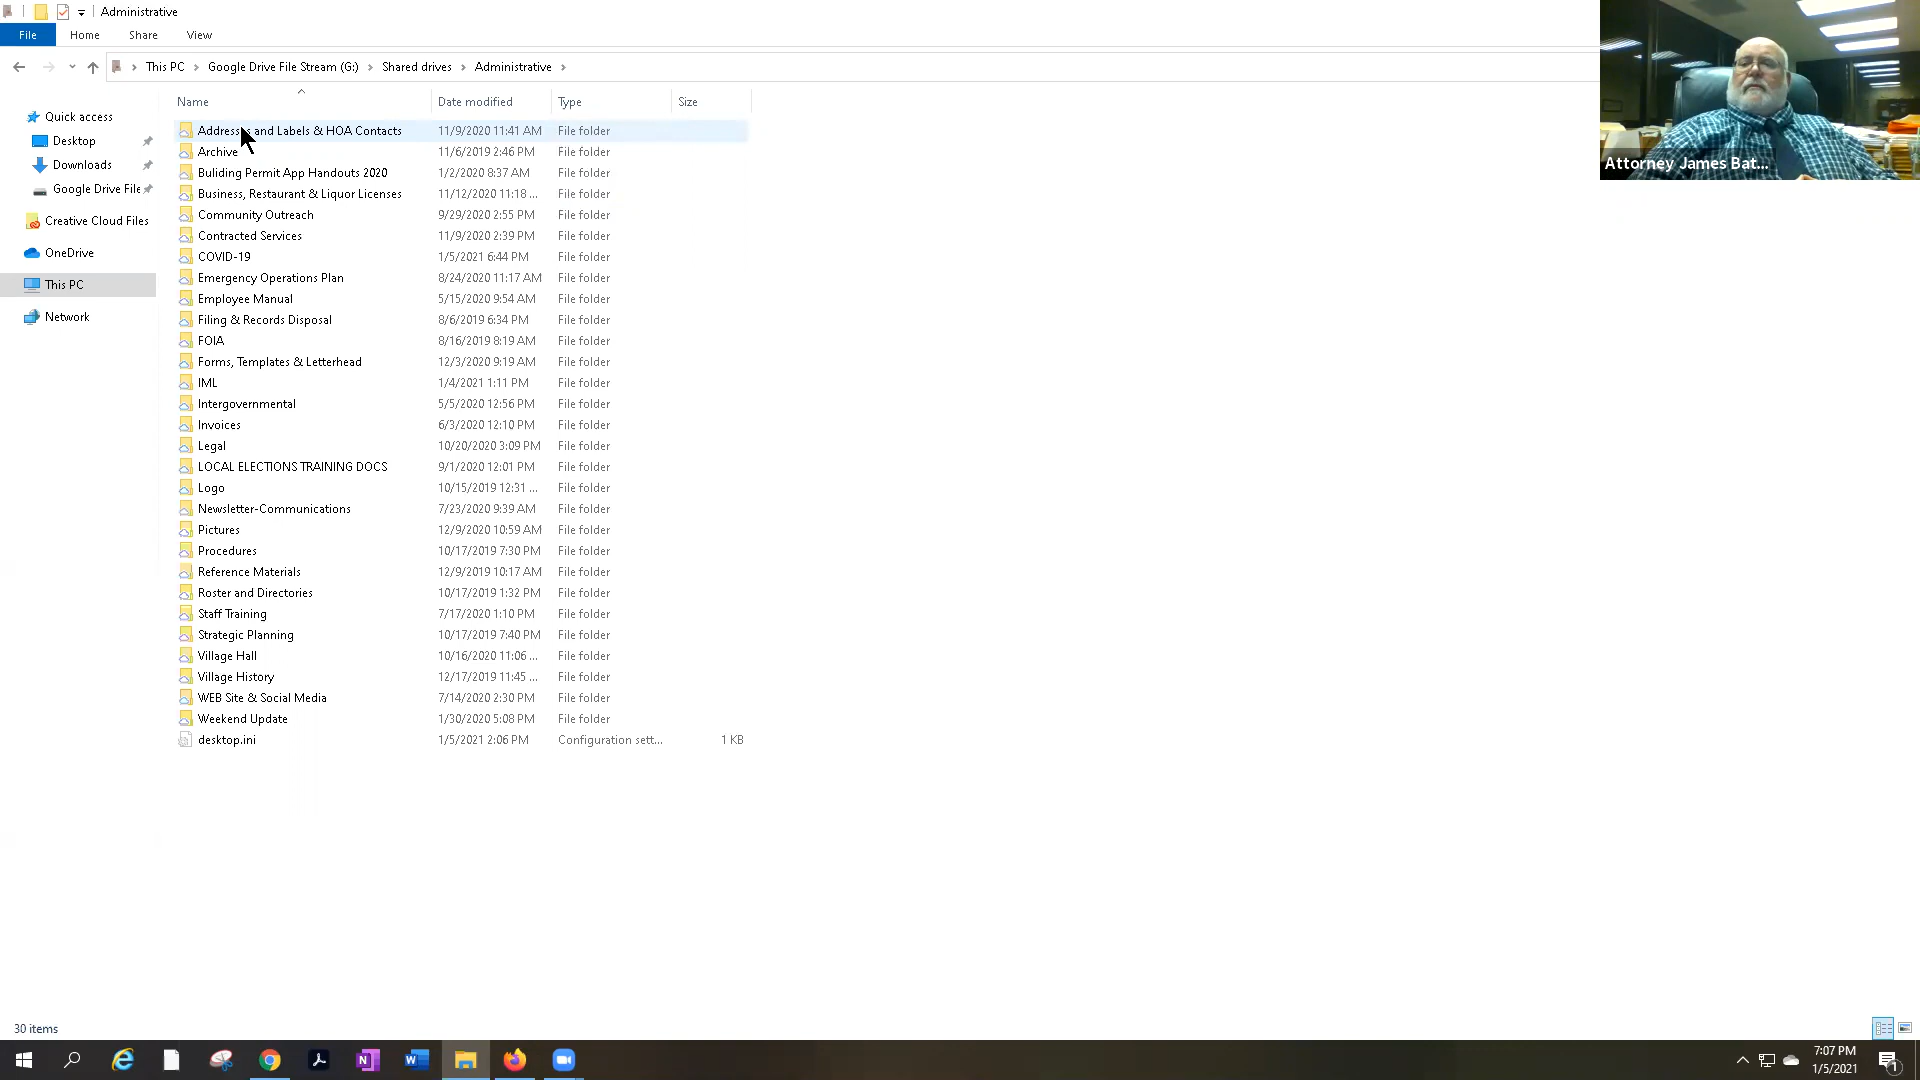 Administrative
File Home Share View
This PC Google Drive File Stream (G:) Shared drives Administrative
Name Date modified Type Size
Quick access
Desktop
Downloads
Google Drive File
Creative Cloud Files
OneDrive
This PC
Network
Addresses and Labels & HOA Contacts 11/9/2020 11:41 AM File folder
Archive 11/6/2019 2:46 PM File folder
Buliding Permit App Handouts 2020 1/2/2020 8:37 AM File folder
Business, Restaurant & Liquor Licenses 11/12/2020 11:18 ... File folder
Community Outreach 9/29/2020 2:55 PM File folder
Contracted Services 11/9/2020 2:39 PM File folder
COVID-19 1/5/2021 6:44 PM File folder
Emergency Operations Plan 8/24/2020 11:17 AM File folder
Employee Manual 5/15/2020 9:54 AM File folder
Filing & Records Disposal 8/6/2019 6:34 PM File folder
FOIA 8/16/2019 8:19 AM File folder
Forms, Templates & Letterhead 12/3/2020 9:19 AM File folder
IML 1/4/2021 1:11 PM File folder
Intergovernmental 5/5/2020 12:56 PM File folder
Invoices 6/3/2020 12:10 PM File folder
Legal 10/20/2020 3:09 PM File folder
LOCAL ELECTIONS TRAINING DOCS 9/1/2020 12:01 PM File folder
Logo 10/15/2019 12:31 ... File folder
Newsletter-Communications 7/23/2020 9:39 AM File folder
Pictures 12/9/2020 10:59 AM File folder
Procedures 10/17/2019 7:30 PM File folder
Reference Materials 12/9/2019 10:17 AM File folder
Roster and Directories 10/17/2019 1:32 PM File folder
Staff Training 7/17/2020 1:10 PM File folder
Strategic Planning 10/17/2019 7:40 PM File folder
Village Hall 10/16/2020 11:06 ... File folder
Village History 12/17/2019 11:45 ... File folder
WEB Site & Social Media 7/14/2020 2:30 PM File folder
Weekend Update 1/30/2020 5:08 PM File folder
desktop.ini 1/5/2021 2:06 PM Configuration sett... 1 KB
Attorney James Bat...
30 items
7:07 PM
1/5/2021
1